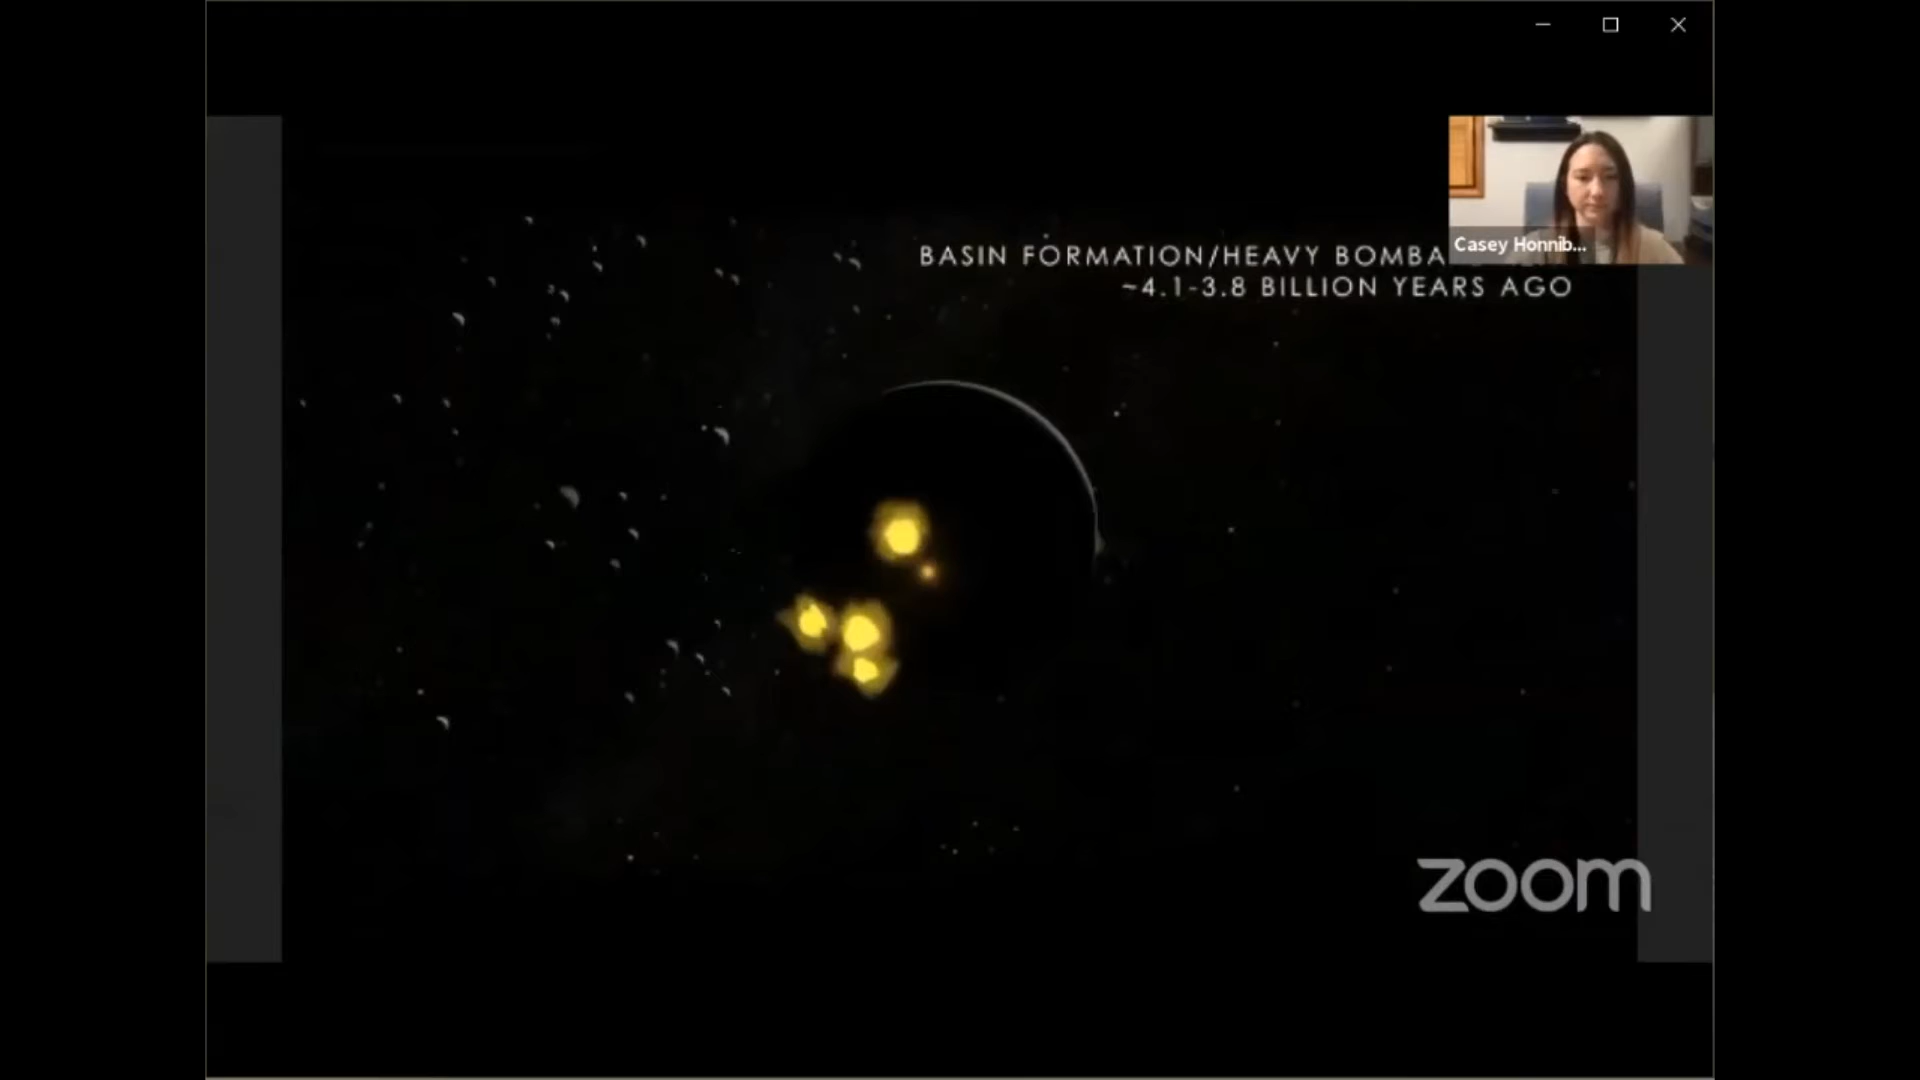 BASIN FORMATION/HEAVY BOMBA
~4.1-3.8 BILLION YEARS AGO
Casey Honnib...
zoom